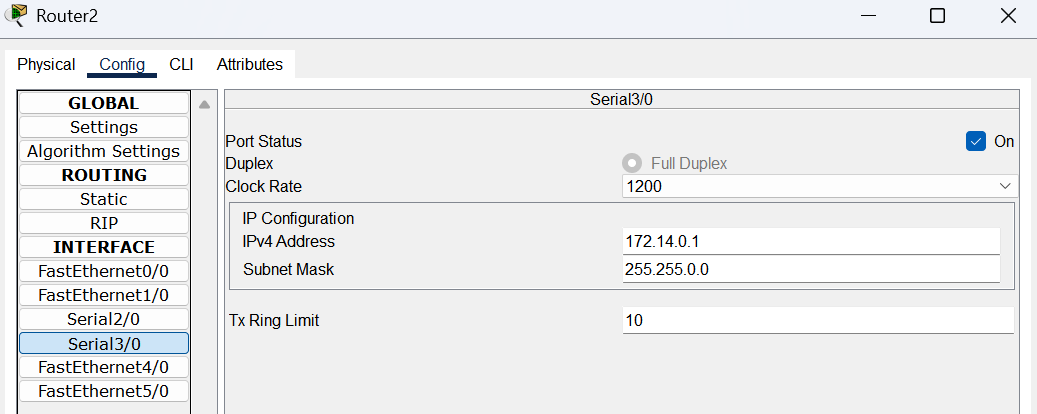 Router2
Physical Config CLI Attributes
GLOBAL
Settings
Algorithm Settings
ROUTING
Static
RIP
INTERFACE
FastEthernet0/0
FastEthernet1/0
Serial2/0
Serial3/0
FastEthernet4/0
FastEthernet5/0
Serial3/0
Port Status On
Duplex Full Duplex
Clock Rate 1200
IP Configuration
IPv4 Address 172.14.0.1
Subnet Mask 255.255.0.0
Tx Ring Limit 10